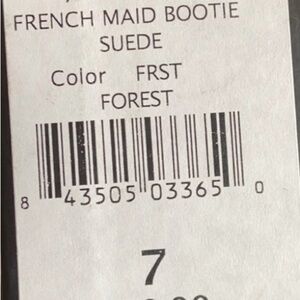 FRENCH MAID BOOTIE
SUEDE
Color FRST
FOREST
8 43505 03365 0
7